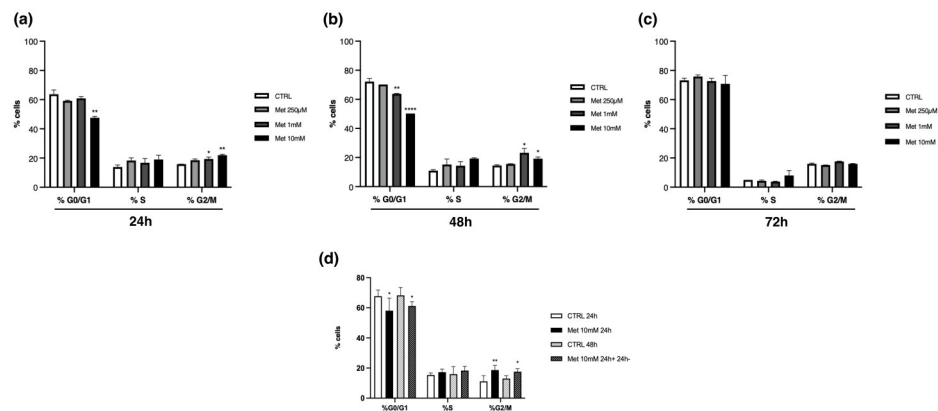 (a)
100
80
60
40
20
0
% cells
**
*
**
% G0/G1
% S
% G2/M
24h
CTRL
Met 250µM
Met 1mM
Met 10mM
(b)
100
80
60
40
20
0
% cells
**
****
*
*
% G0/G1
% S
% G2/M
48h
CTRL
Met 250µM
Met 1mM
Met 10mM
(c)
100
80
60
40
20
0
% cells
% G0/G1
% S
% G2/M
72h
CTRL
Met 250µM
Met 1mM
Met 10mM
(d)
80
60
40
20
0
% cells
*
*
**
*
%G0/G1
%S
%G2/M
CTRL 24h
Met 10mM 24h
CTRL 48h
Met 10mM 24h+ 24h-